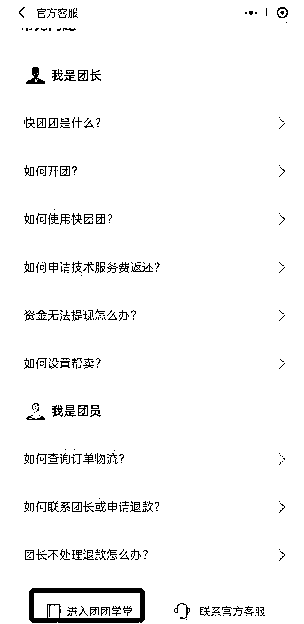 官方客服
常见问题
我是团长
快团团是什么?
如何开团?
如何使用快团团?
如何申请技术服务费返还?
资金无法提现怎么办?
如何设置帮卖?
我是团员
如何查询订单物流?
如何联系团长或申请退款?
团长不处理退款怎么办?
进入团团学堂
联系官方客服